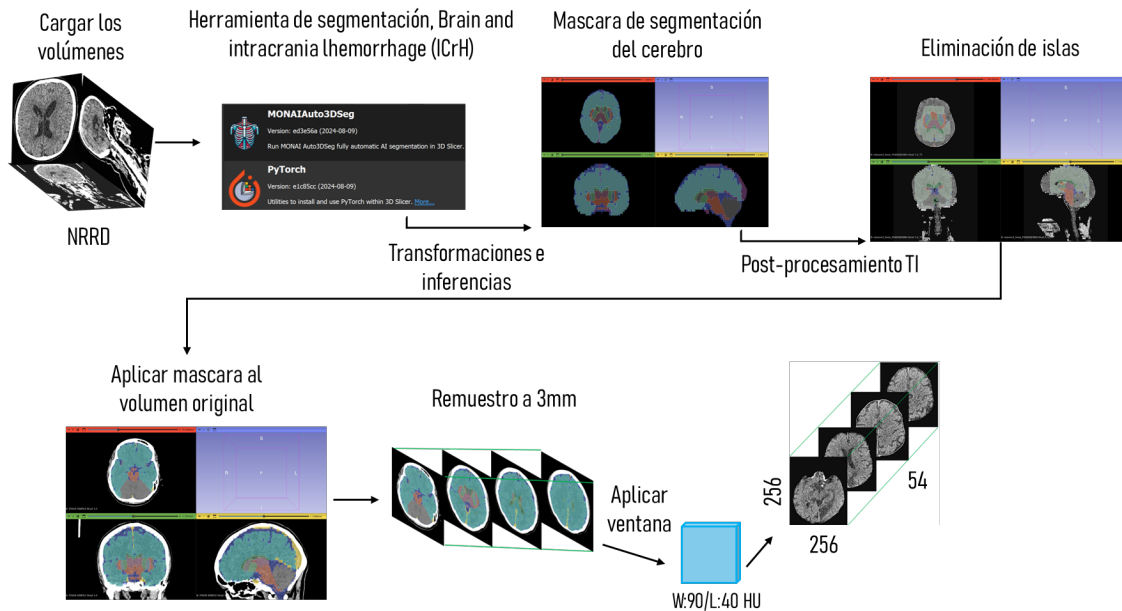 Cargar los
volúmenes
NRRD
Herramienta de segmentación, Brain and
intracrania lhemorrhage (ICrH)
MONAIAuto3DSeg
Version: ed3e56a (2024-08-09)
Run MONAI Auto3DSeg fully automatic AI segmentation in 3D Slicer.
PyTorch
Version: e1c85cc (2024-08-09)
Utilities to install and use PyTorch within 3D Slicer. More...
Transformaciones e
inferencias
Mascara de segmentación
del cerebro
S
R
P
L
Post-procesamiento TI
Eliminación de islas
S
R
P
L
Aplicar mascara al
volumen original
S
R
P
L
Remuestro a 3mm
Aplicar
ventana
W:90/L:40 HU
256
256
54